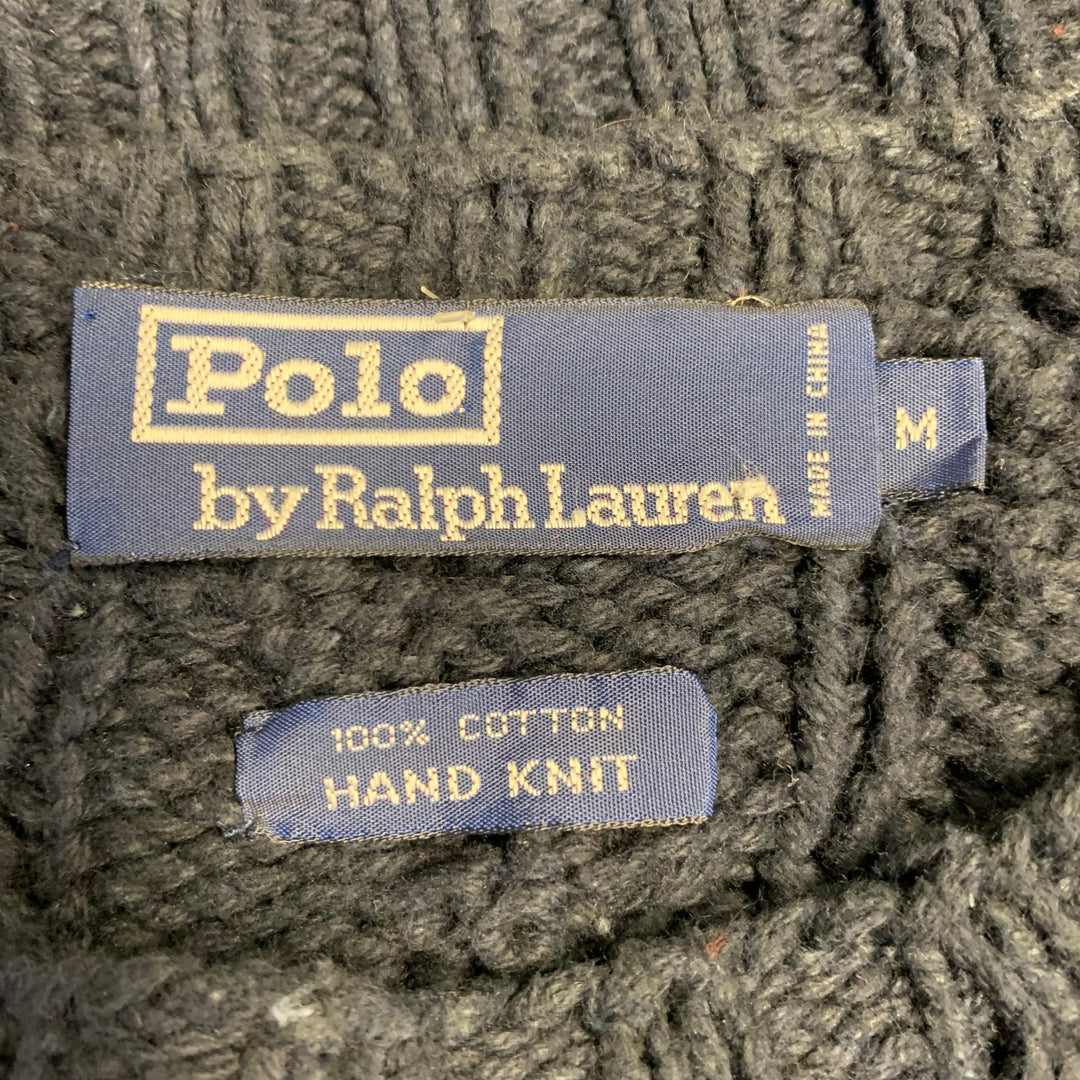 Polo
by Ralph Lauren
MADE IN CHINA
M
100% COTTON
HAND KNIT